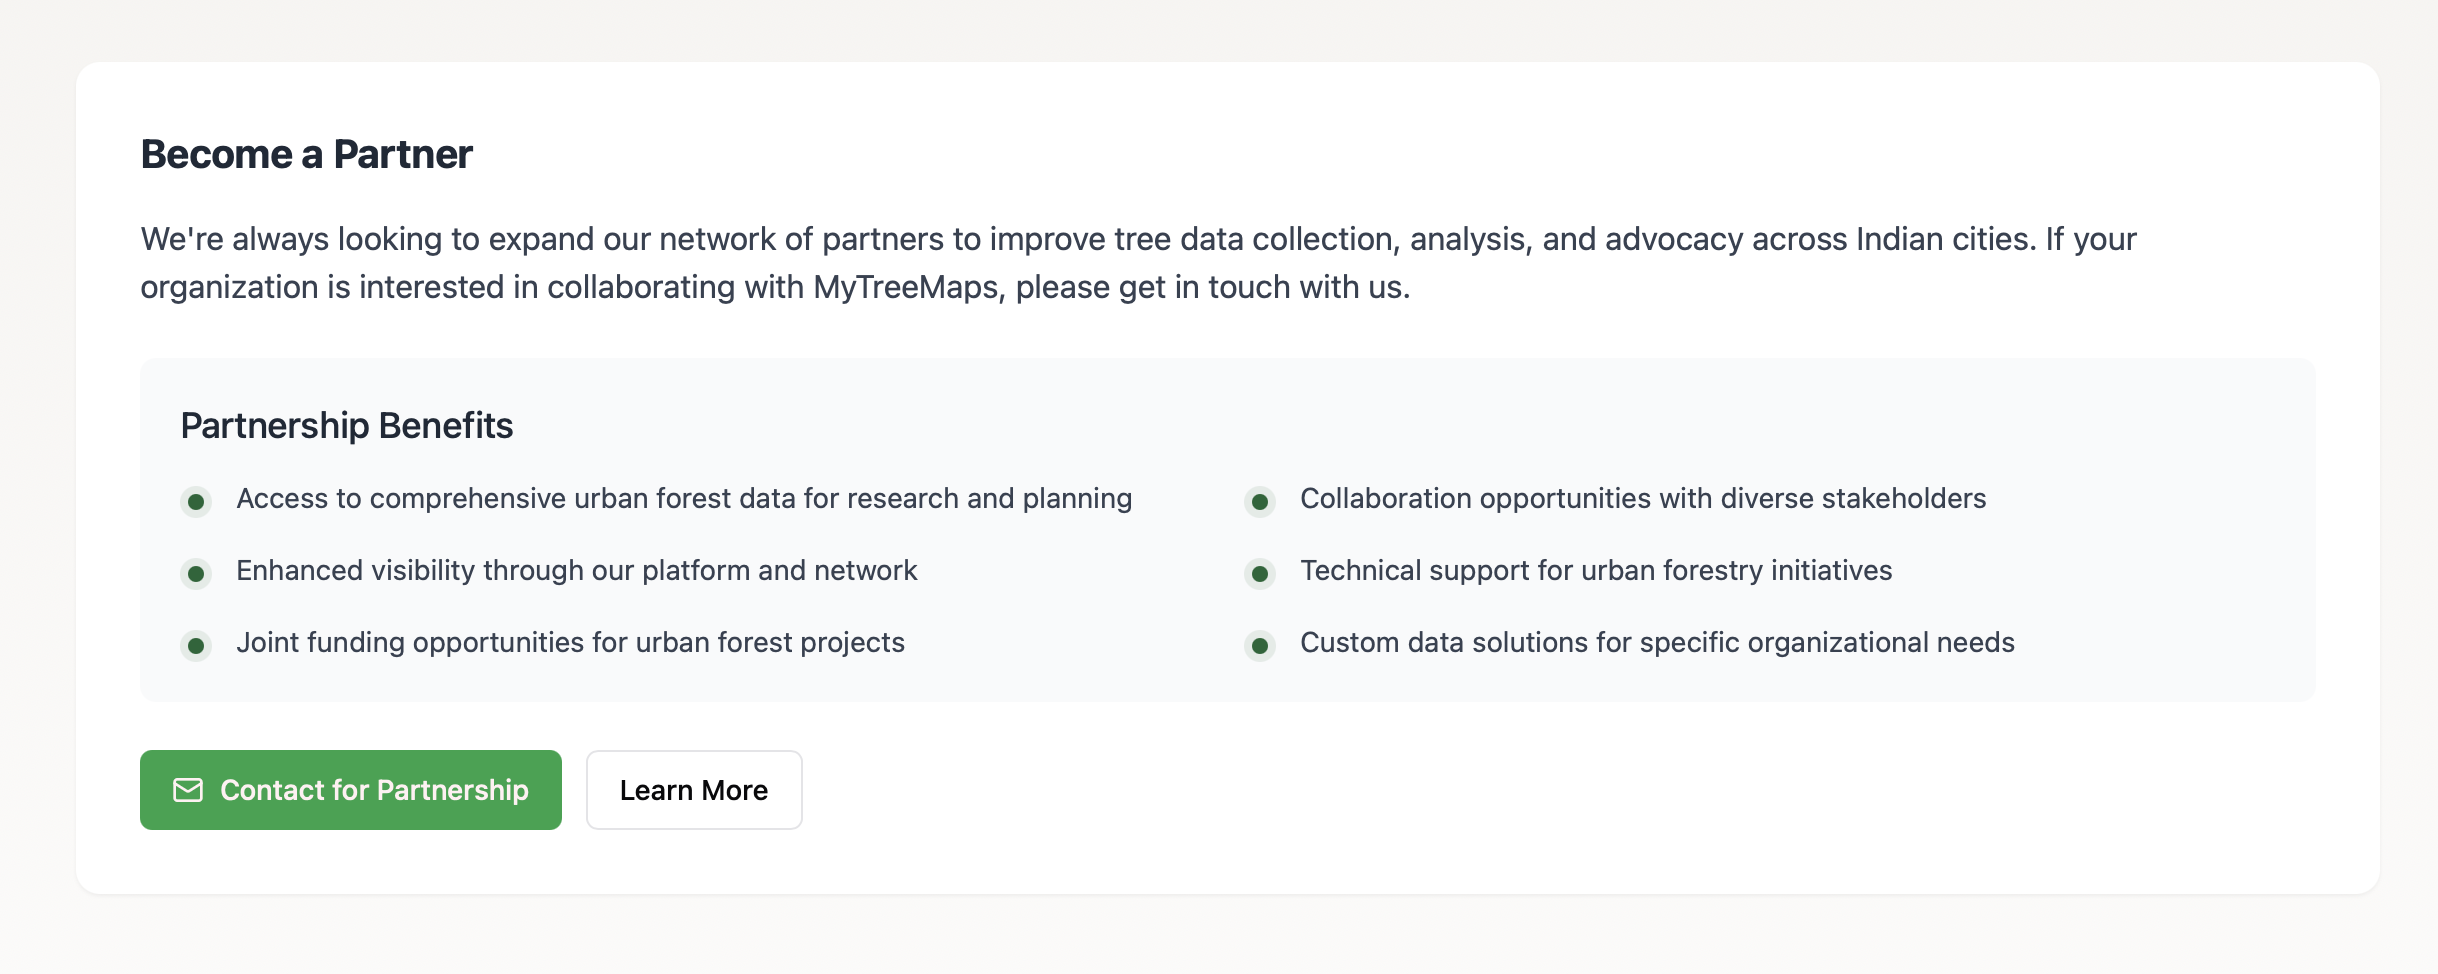 Become a Partner
We're always looking to expand our network of partners to improve tree data collection, analysis, and advocacy across Indian cities. If your
organization is interested in collaborating with MyTreeMaps, please get in touch with us.
Partnership Benefits
Access to comprehensive urban forest data for research and planning
Collaboration opportunities with diverse stakeholders
Enhanced visibility through our platform and network
Technical support for urban forestry initiatives
Joint funding opportunities for urban forest projects
Custom data solutions for specific organizational needs
Contact for Partnership
Learn More